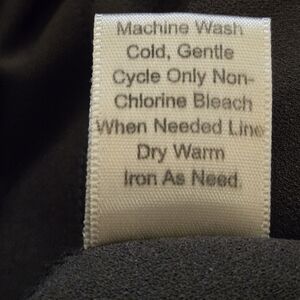 Machine Wash
Cold, Gentle
Cycle Only Non-
Chlorine Bleach
When Needed Line
Dry Warm
Iron As Need.